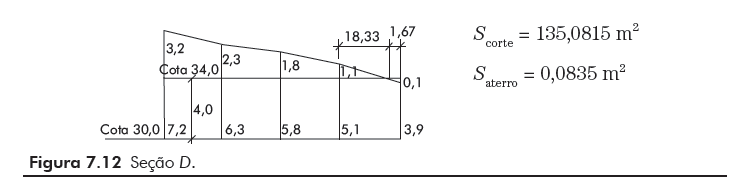 18,33 1,67
3,2
2,3
1,8
1,1
Cota 34,0
0,1
4,0
Cota 30,0 7,2 6,3 5,8 5,1 3,9
S corte = 135,0815 m²
S aterro = 0,0835 m²
Figura 7.12 Seção D.